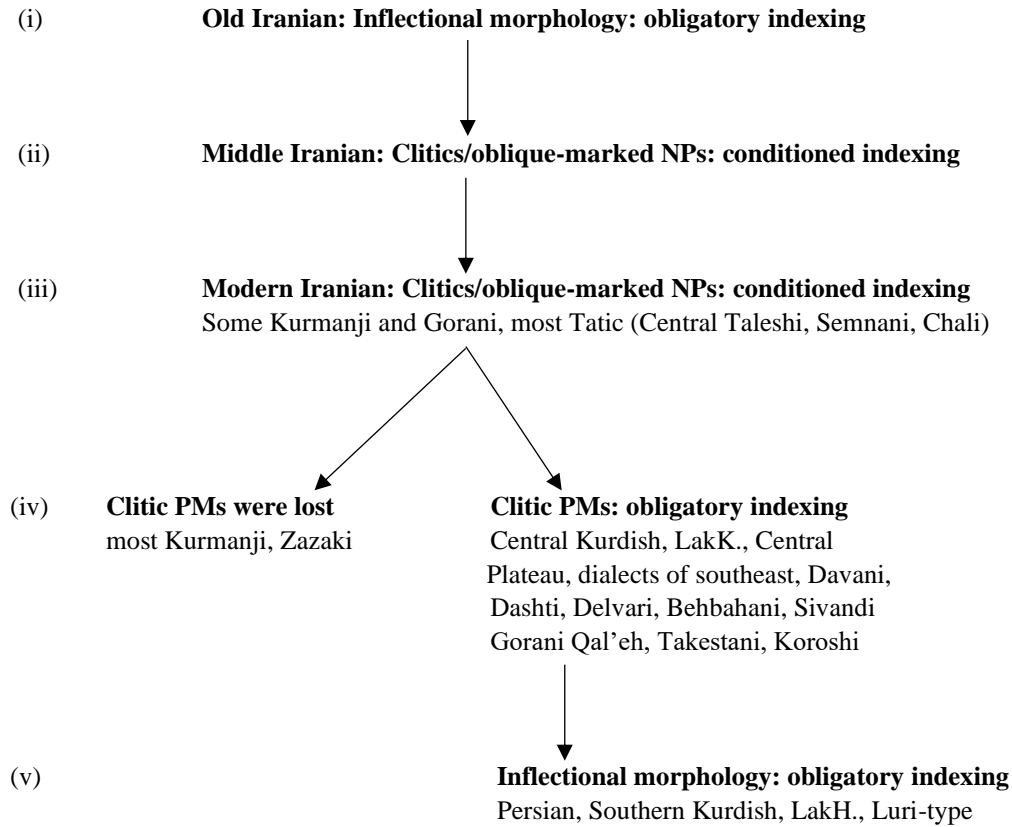 (i) Old Iranian: Inflectional morphology: obligatory indexing
(ii) Middle Iranian: Clitics/oblique-marked NPs: conditioned indexing
(iii) Modern Iranian: Clitics/oblique-marked NPs: conditioned indexing
Some Kurmanji and Gorani, most Tatic (Central Taleshi, Semnani, Chali)
(iv) Clitic PMs were lost
most Kurmanji, Zazaki
Clitic PMs: obligatory indexing
Central Kurdish, LakK., Central
Plateau, dialects of southeast, Davani,
Dashti, Delvari, Behbahani, Sivandi
Gorani Qal’eh, Takestani, Koroshi
(v) Inflectional morphology: obligatory indexing
Persian, Southern Kurdish, LakH., Luri-type